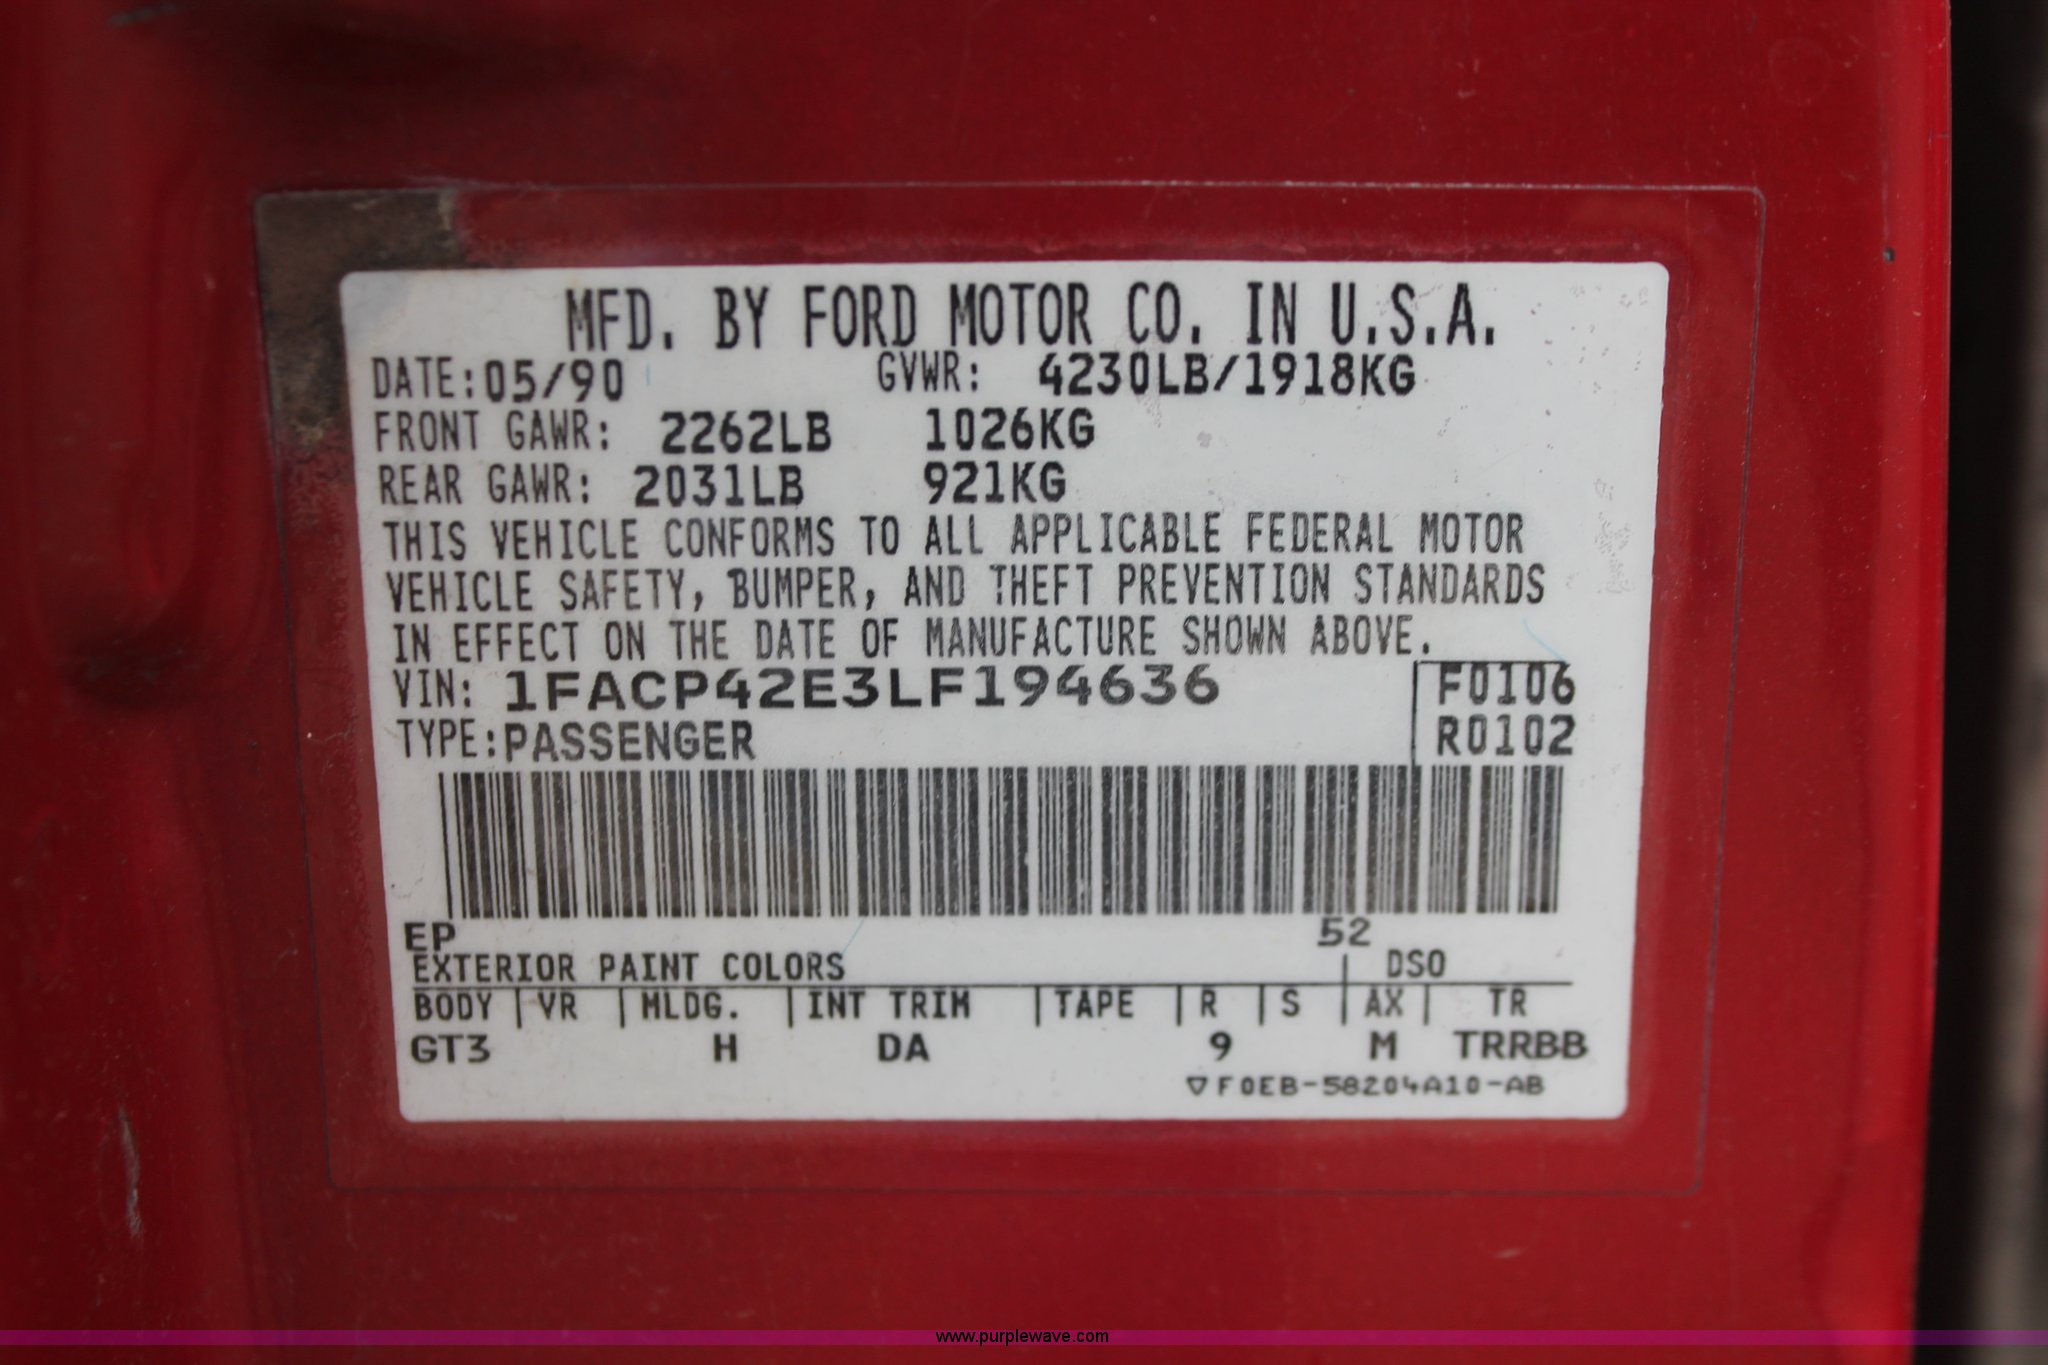 MFD. BY FORD MOTOR CO. IN U.S.A.
DATE:05/90 GVWR: 4230LB/1918KG
FRONT GAWR: 2262LB 1026KG
REAR GAWR: 2031LB 921KG
THIS VEHICLE CONFORMS TO ALL APPLICABLE FEDERAL MOTOR
VEHICLE SAFETY, BUMPER, AND THEFT PREVENTION STANDARDS
IN EFFECT ON THE DATE OF MANUFACTURE SHOWN ABOVE.
VIN: 1FACP42E3LF194636 F0106
TYPE:PASSENGER R0102
EP 52
EXTERIOR PAINT COLORS DSO
BODY VR MLDG. INT TRIM TAPE R S AX TR
GT3 H DA 9 M TRRBB
▽F0EB-58204A10-AB
www.purplewave.com